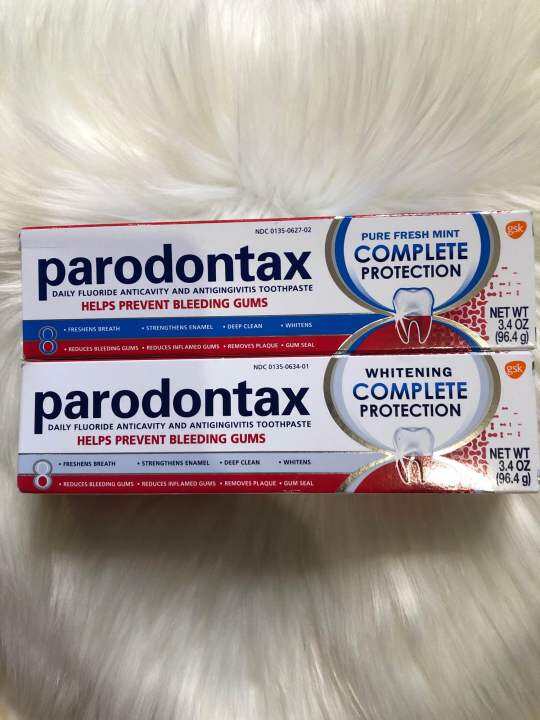 NDC 0135-0627-02
parodontax
DAILY FLUORIDE ANTICAVITY AND ANTIGINGIVITIS TOOTHPASTE
HELPS PREVENT BLEEDING GUMS
8 • FRESHENS BREATH • STRENGTHENS ENAMEL • DEEP CLEAN • WHITENS
• REDUCES BLEEDING GUMS • REDUCES INFLAMED GUMS • REMOVES PLAQUE • GUM SEAL
PURE FRESH MINT
COMPLETE
PROTECTION
gsk
NET WT
3.4 OZ
(96.4 g)
NDC 0135-0634-01
parodontax
DAILY FLUORIDE ANTICAVITY AND ANTIGINGIVITIS TOOTHPASTE
HELPS PREVENT BLEEDING GUMS
8 • FRESHENS BREATH • STRENGTHENS ENAMEL • DEEP CLEAN • WHITENS
• REDUCES BLEEDING GUMS • REDUCES INFLAMED GUMS • REMOVES PLAQUE • GUM SEAL
WHITENING
COMPLETE
PROTECTION
gsk
NET WT
3.4 OZ
(96.4 g)